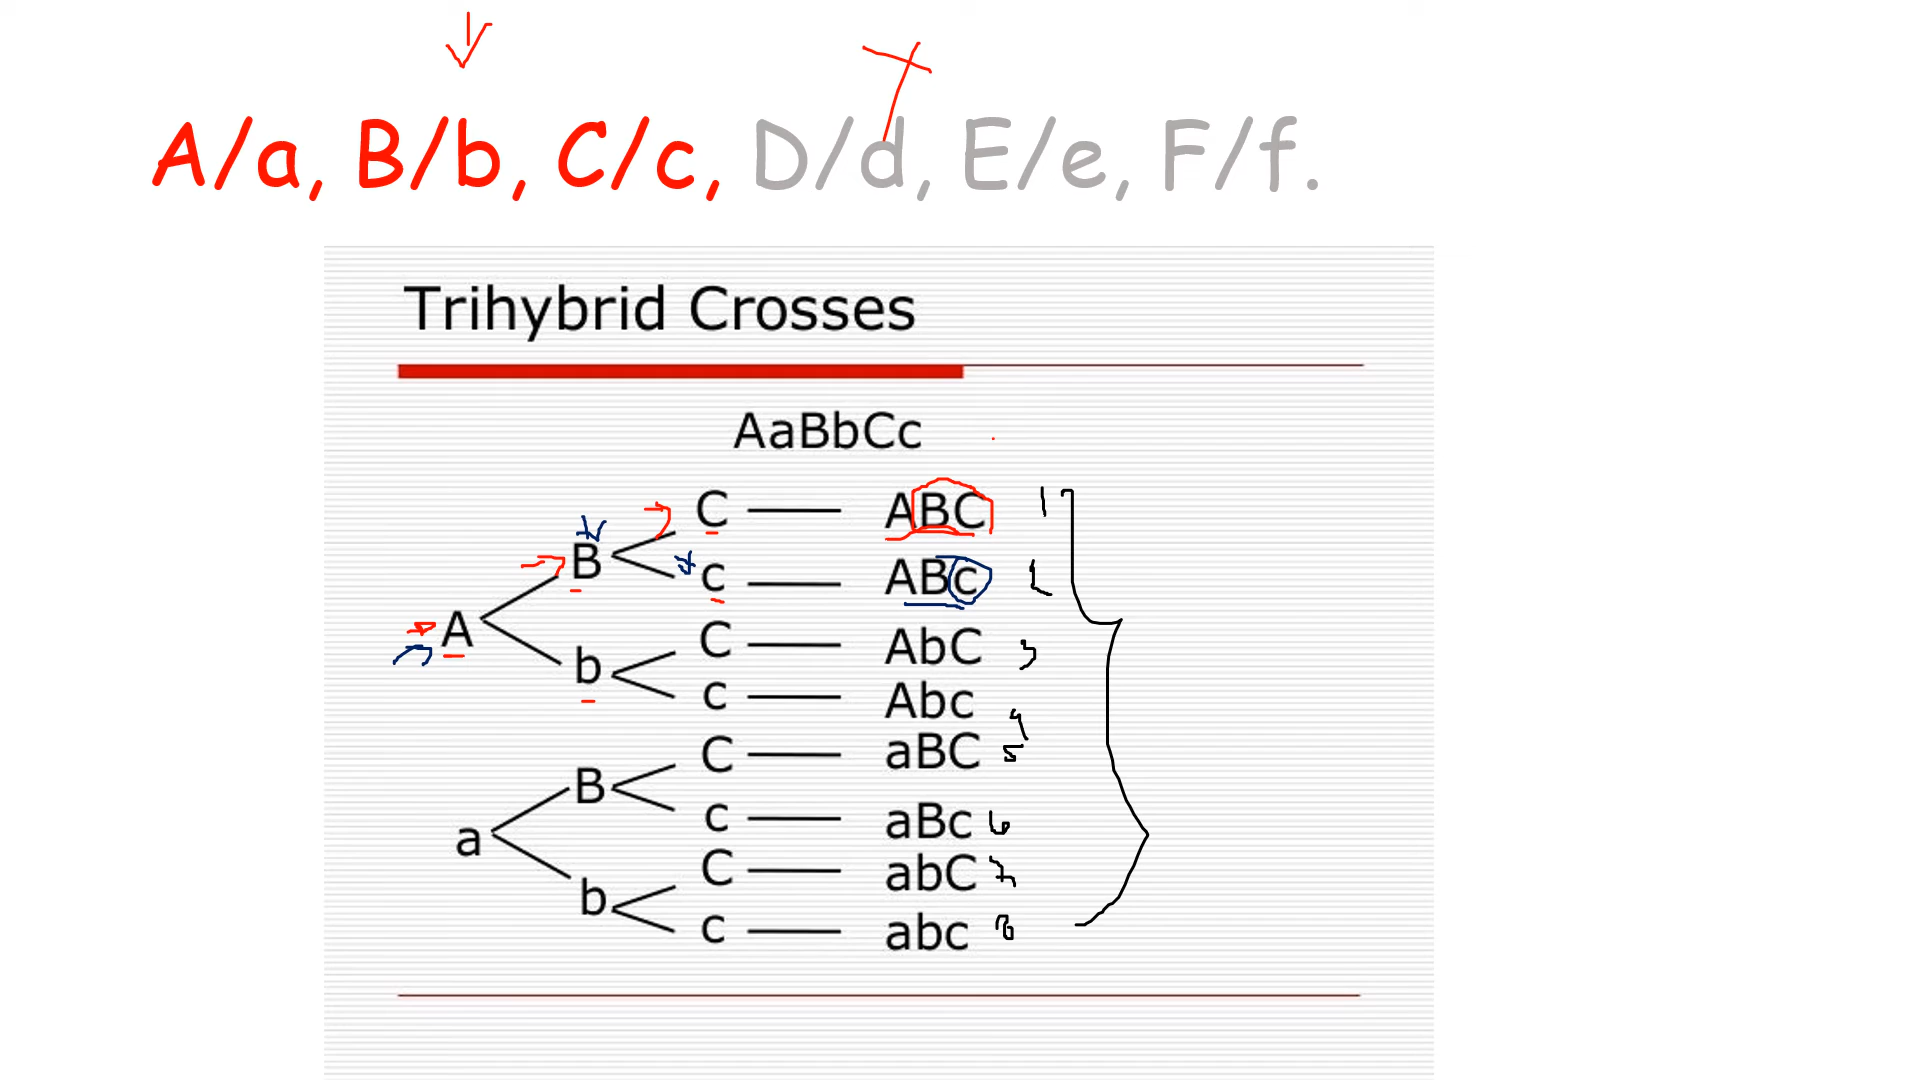 A/a, B/b, C/c, D/d, E/e, F/f.
Trihybrid Crosses
AaBbCc
C ABC 1
B
c ABc 2
A
C AbC 3
b
c Abc 4
C aBC 5
B
c aBc 6
a
C abC 7
b
c abc 8